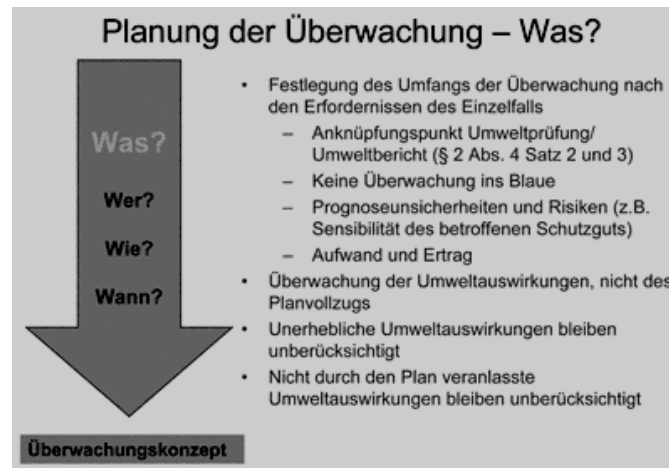 Planung der Überwachung – Was?
Was?
Wer?
Wie?
Wann?
Überwachungskonzept
• Festlegung des Umfangs der Überwachung nach
den Erfordnissen des Einzelfalls
– Anknüpfungspunkt Umweltprüfung/
Umweltbericht (§ 2 Abs. 4 Satz 2 und 3)
– Keine Überwachung ins Blaue
– Prognoseunsicherheiten und Risiken (z.B.
Sensibilität des betroffenen Schutzguts)
– Aufwand und Ertrag
• Überwachung der Umweltauswirkungen, nicht des
Planvollzugs
• Unerhebliche Umweltauswirkungen bleiben
unberücksichtigt
• Nicht durch den Plan veranlasste
Umweltauswirkungen bleiben unberücksichtigt